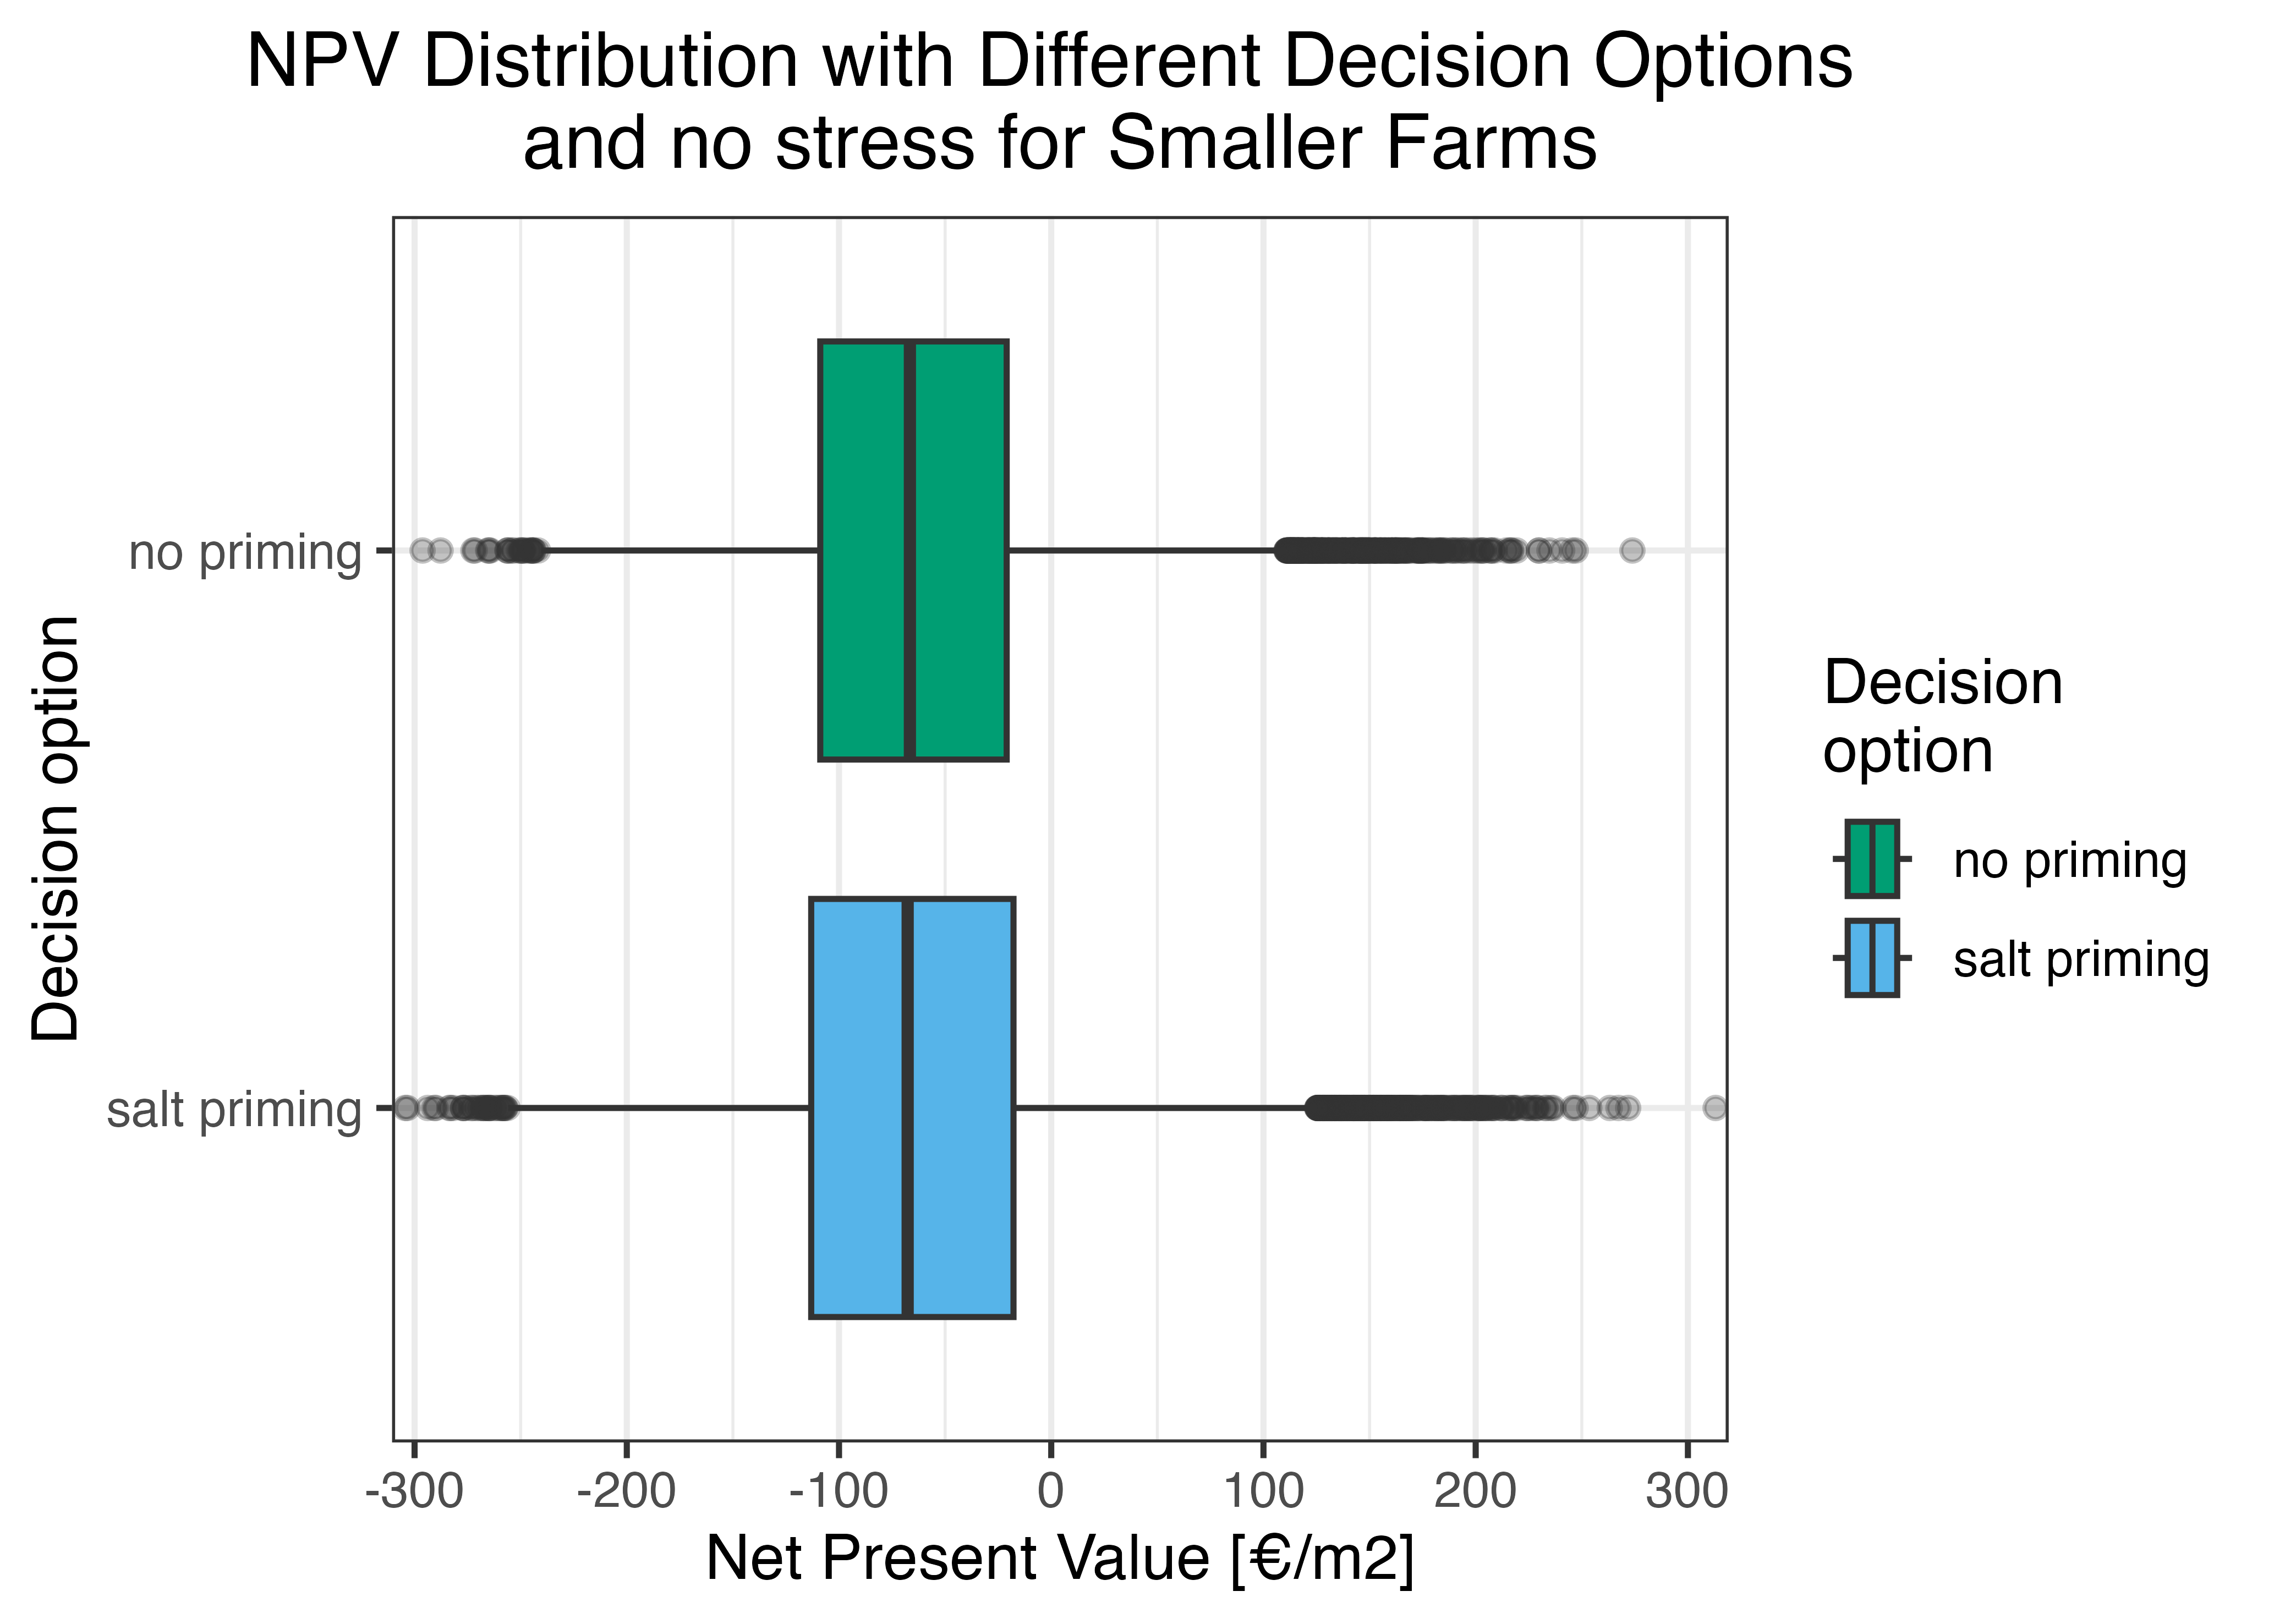 NPV Distribution with Different Decision Options
and no stress for Smaller Farms
Decision option
no priming
salt priming
-300 -200 -100 0 100 200 300
Net Present Value [€/m2]
Decision
option
no priming
salt priming